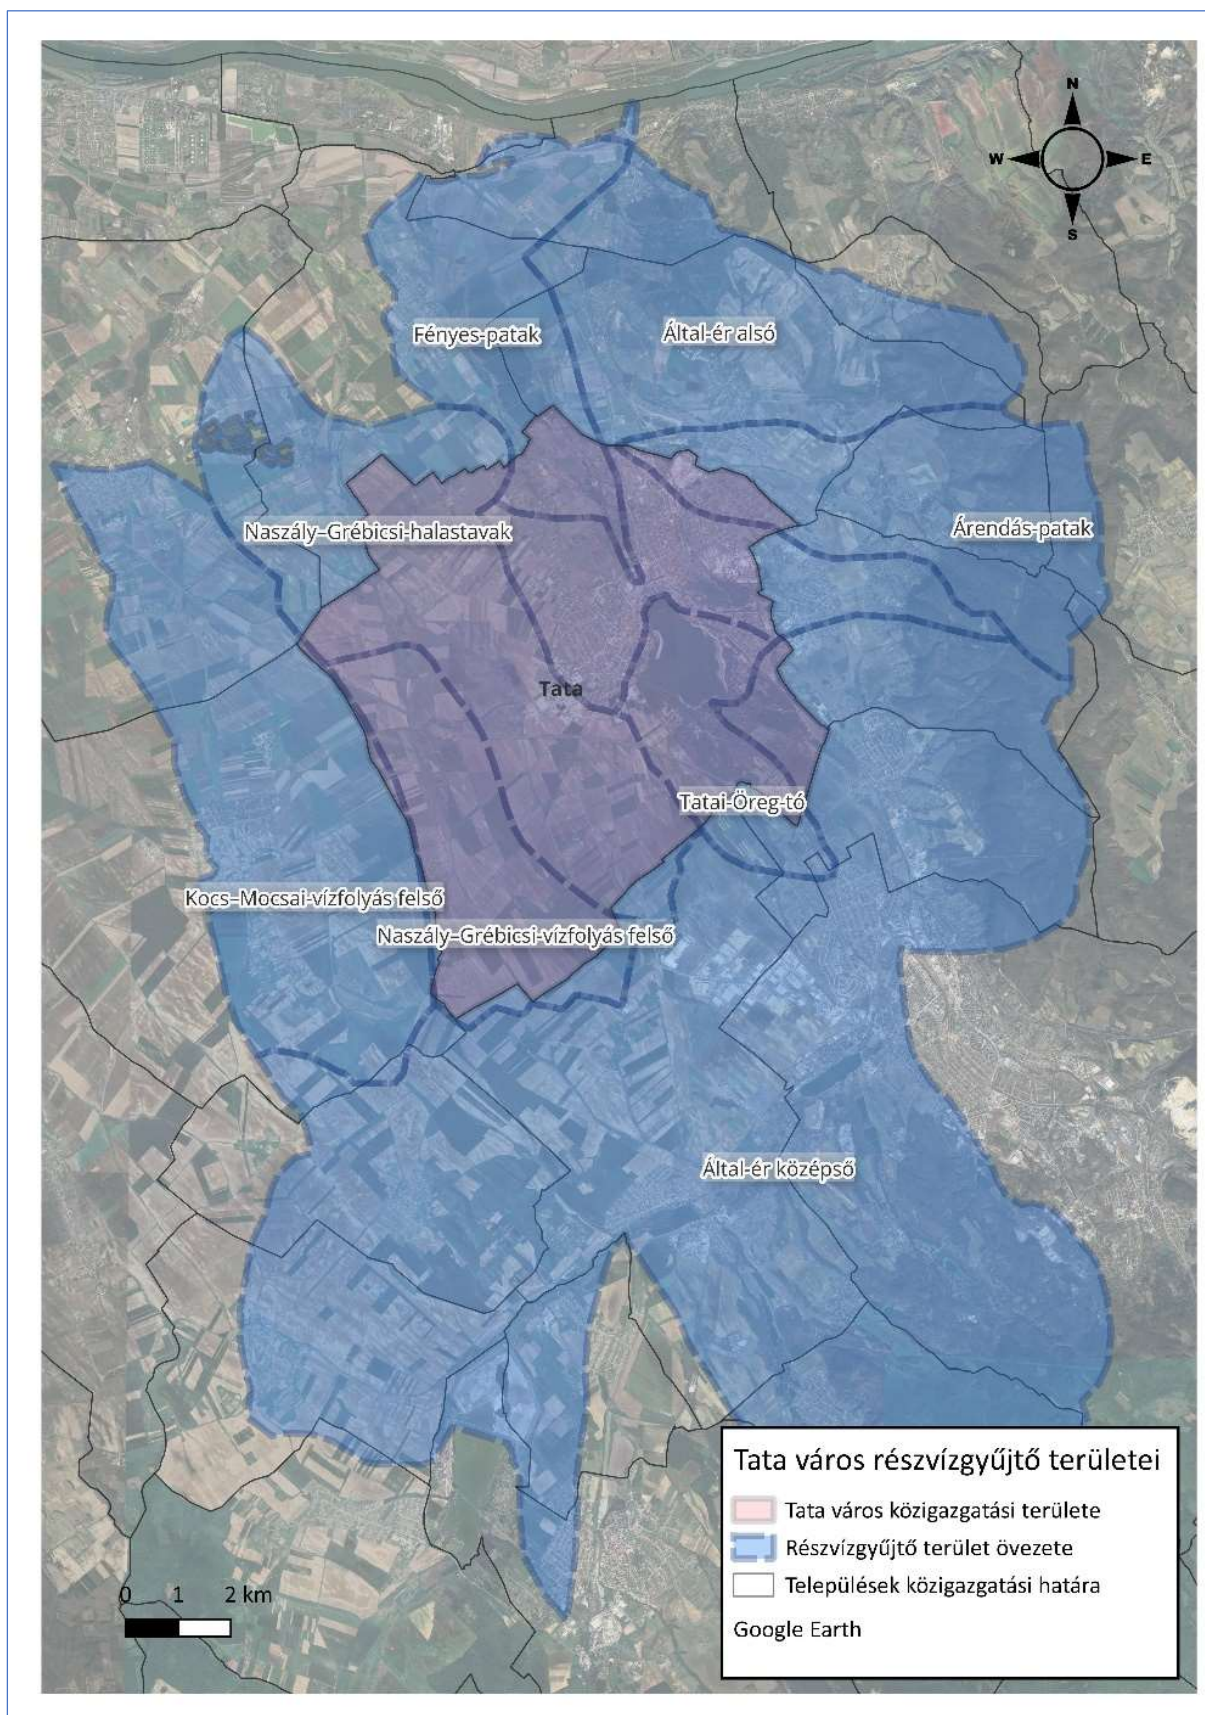 N
W E
S
Fényes-patak
Által-ér alsó
Naszály–Grébicsi-halastavak
Árendás-patak
Tata
Tatai-Öreg-tó
Kocs–Mocsai-vízfolyás felső
Naszály–Grébicsi-vízfolyás felső
Által-ér középső
Tata város részvízgyűjtő területei
Tata város közigazgatási területe
Részvízgyűjtő terület övezete
Települések közigazgatási határa
Google Earth
0 1 2 km